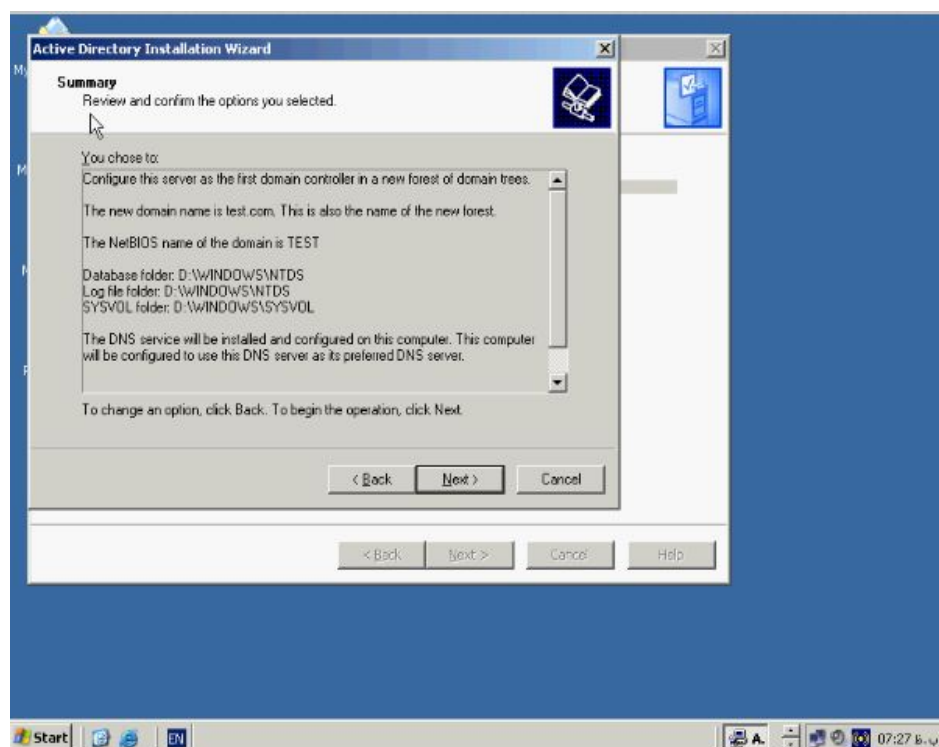 Active Directory Installation Wizard
Summary
Review and confirm the options you selected.
You chose to:
Configure this server as the first domain controller in a new forest of domain trees.
The new domain name is test.com. This is also the name of the new forest.
The NetBIOS name of the domain is TEST
Database folder: D:\WINDOWS\NTDS
Log file folder: D:\WINDOWS\NTDS
SYSVOL folder: D:\WINDOWS\SYSVOL
The DNS service will be installed and configured on this computer. This computer
will be configured to use this DNS server as its preferred DNS server.
To change an option, click Back. To begin the operation, click Next.
< Back Next > Cancel
< Back Next > Cancel Help
Start EN A. 07:27 ب.ظ